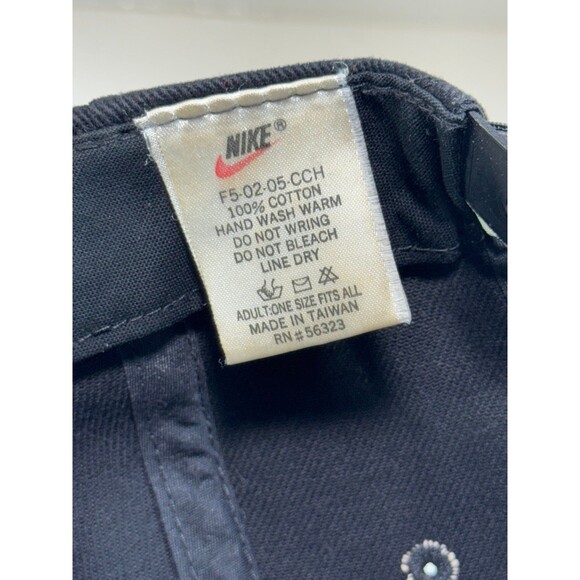 NIKE®
F5-02-05-CCH
100% COTTON
HAND WASH WARM
DO NOT WRING
DO NOT BLEACH
LINE DRY
ADULT:ONE SIZE FITS ALL
MADE IN TAIWAN
RN#56323